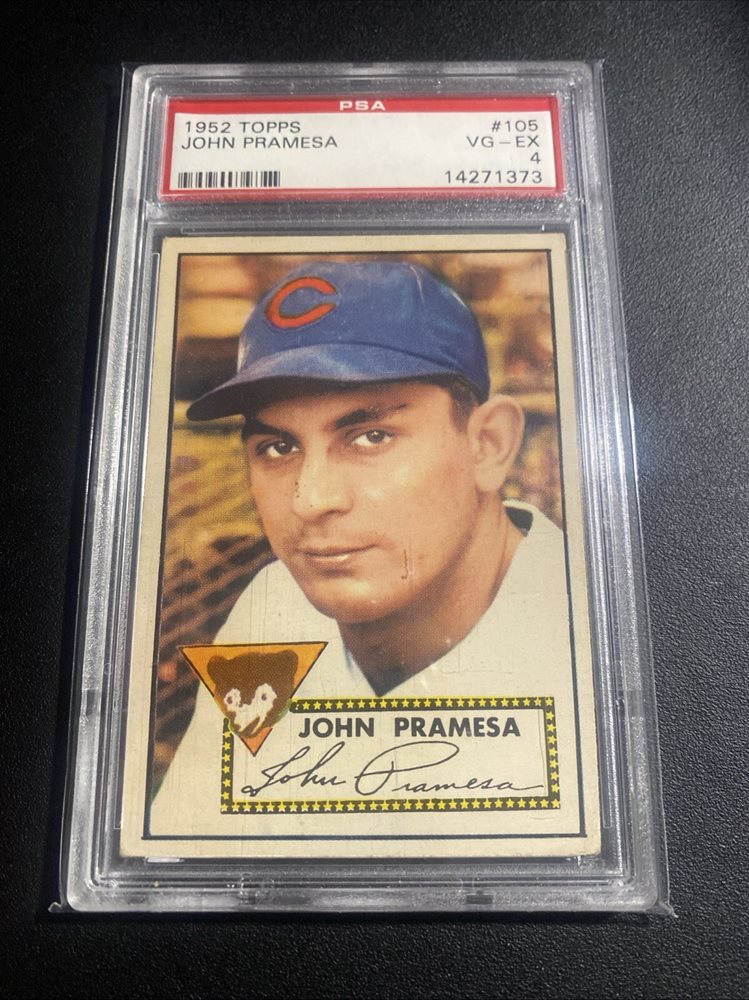 PSA
1952 TOPPS #105
JOHN PRAMESA VG-EX
4
14271373
C
JOHN PRAMESA
John Pramesa